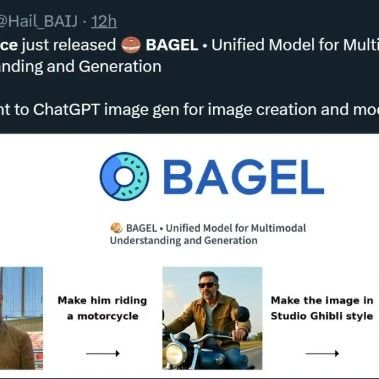 @Hail_BAIJ · 12h
ce just released 🥯 BAGEL • Unified Model for Multi
nding and Generation
nt to ChatGPT image gen for image creation and mo
BAGEL
🥯 BAGEL • Unified Model for Multimodal
Understanding and Generation
Make him riding
a motorcycle
Make the image in
Studio Ghibli style